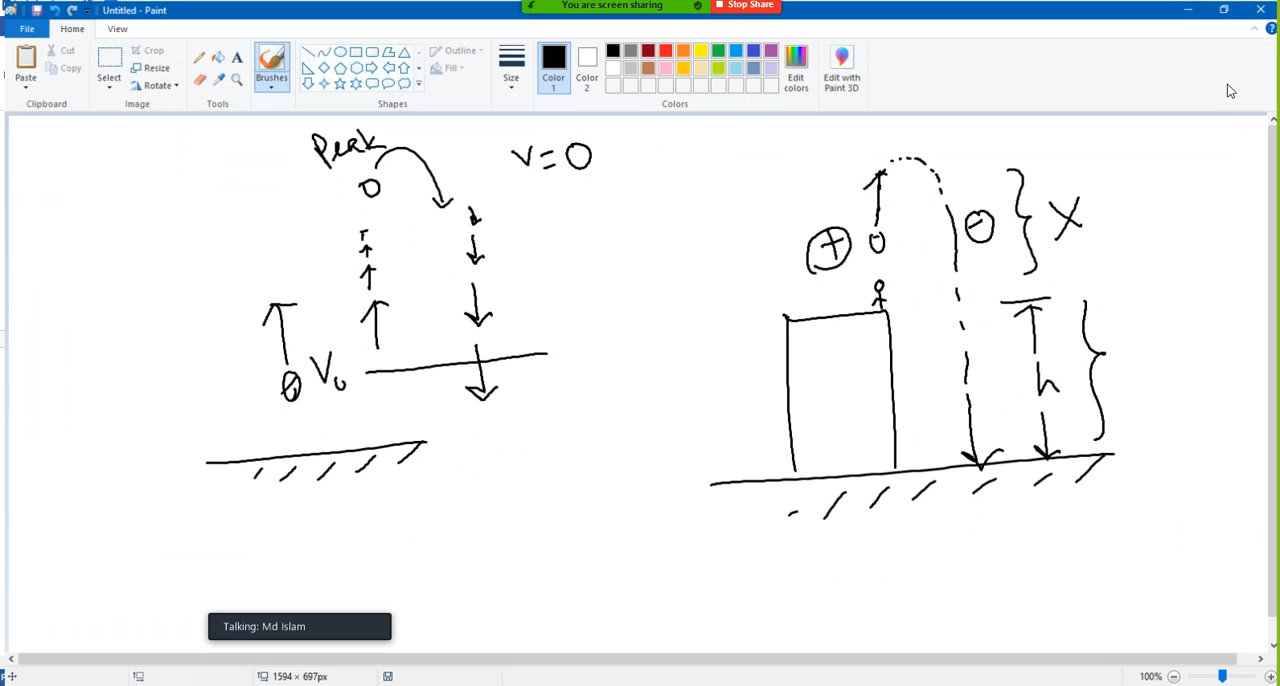 Untitled - Paint
You are screen sharing
Stop Share
File
Home
View
Paste
Cut
Copy
Clipboard
Select
Crop
Resize
Rotate
Image
Tools
Brushes
Shapes
Outline
Fill
Size
Color 1
Color 2
Edit colors
Colors
Edit with Paint 3D
Peak
v=0
V0
+
-
X
h
Talking: Md Islam
1594 × 697px
100%